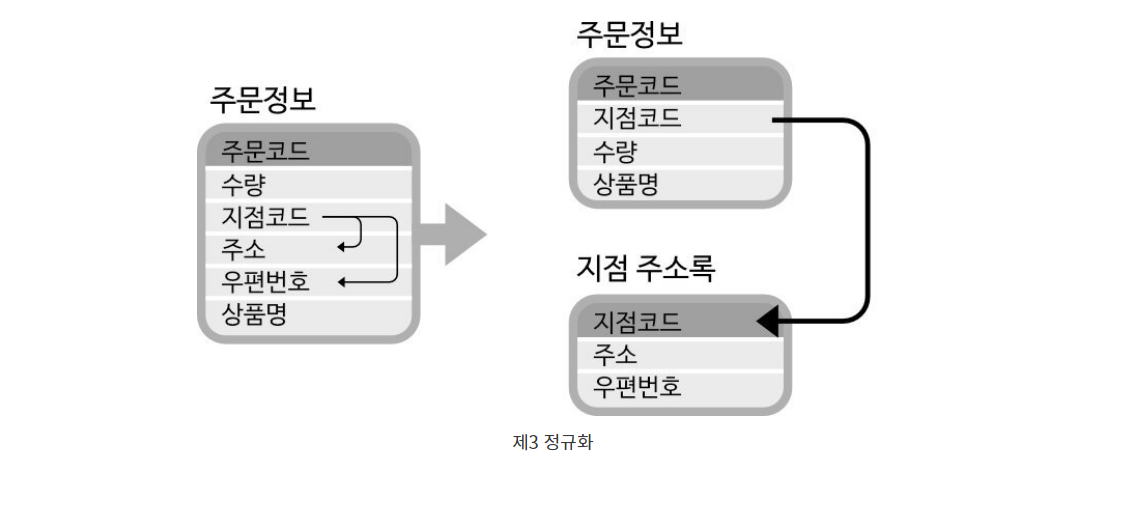 주문정보
주문코드
수량
지점코드
주소
우편번호
상품명
주문정보
주문코드
지점코드
수량
상품명
지점 주소록
지점코드
주소
우편번호
제3 정규화